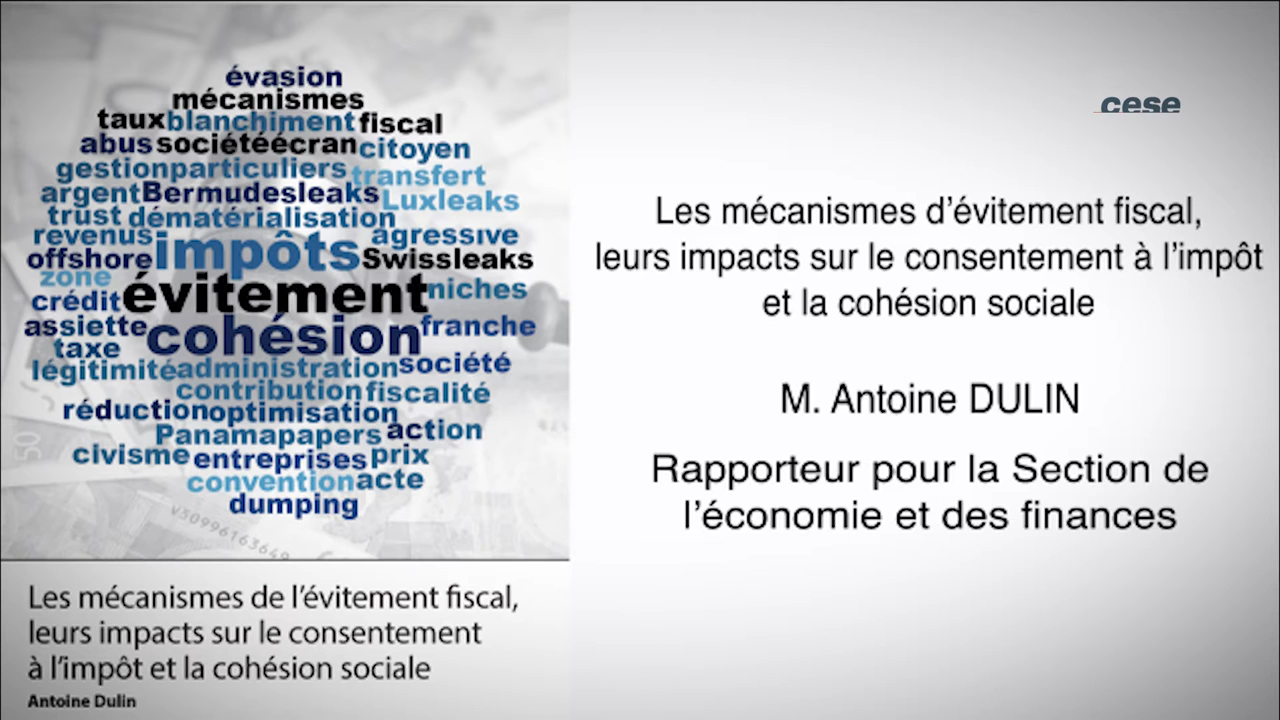 évasion
mécanismes
taux blanchiment fiscal
abus sociétéécran citoyen
gestion particuliers transfert
argent Bermudesleaks Luxleaks
trust dématérialisation
revenus impôts agressive
offshore Swissleaks
zone
crédit évitement niches
assiette cohésion franche
taxe
légitimité administration société
contribution fiscalité
réduction optimisation
Panamapapers action
civisme entreprises prix
convention acte
dumping
50
v50996163649
Les mécanismes de l'évitement fiscal,
leurs impacts sur le consentement
à l'impôt et la cohésion sociale
Antoine Dulin
cese
Les mécanismes d'évitement fiscal,
leurs impacts sur le consentement à l'impôt
et la cohésion sociale
M. Antoine DULIN
Rapporteur pour la Section de
l'économie et des finances